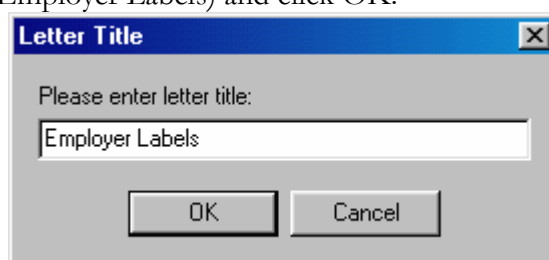 Employer Labels) and click OK.
Letter Title
Please enter letter title:
Employer Labels
OK Cancel